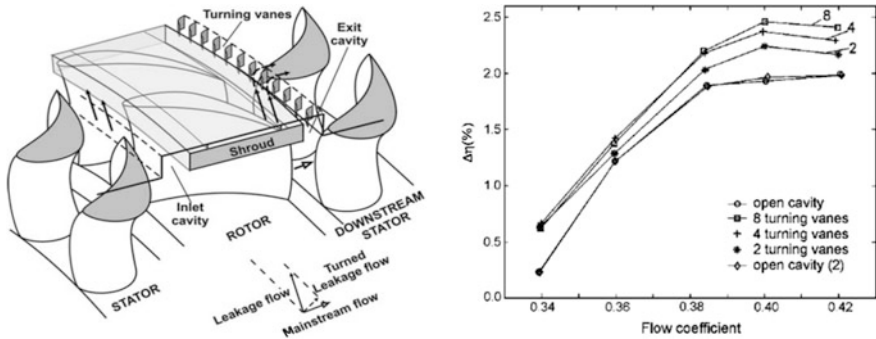 Turning vanes
Exit
cavity
Shroud
Inlet
cavity
ROTOR
DOWNSTREAM
STATOR
STATOR
Leakage flow
Turned
Leakage flow
Mainstream flow
2.5
2.0
1.5
1.0
0.5
0.0
Δη(%)
8
4
2
open cavity
8 turning vanes
4 turning vanes
2 turning vanes
open cavity (2)
0.34 0.36 0.38 0.40 0.42
Flow coefficient